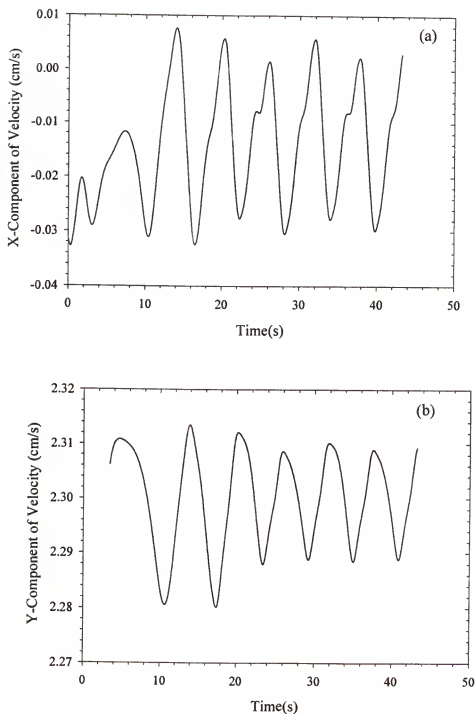 (a)
X-Component of Velocity (cm/s)
0.01
0.00
-0.01
-0.02
-0.03
-0.04
0 10 20 30 40 50
Time(s)
(b)
Y-Component of Velocity (cm/s)
2.32
2.31
2.30
2.29
2.28
2.27
0 10 20 30 40 50
Time(s)